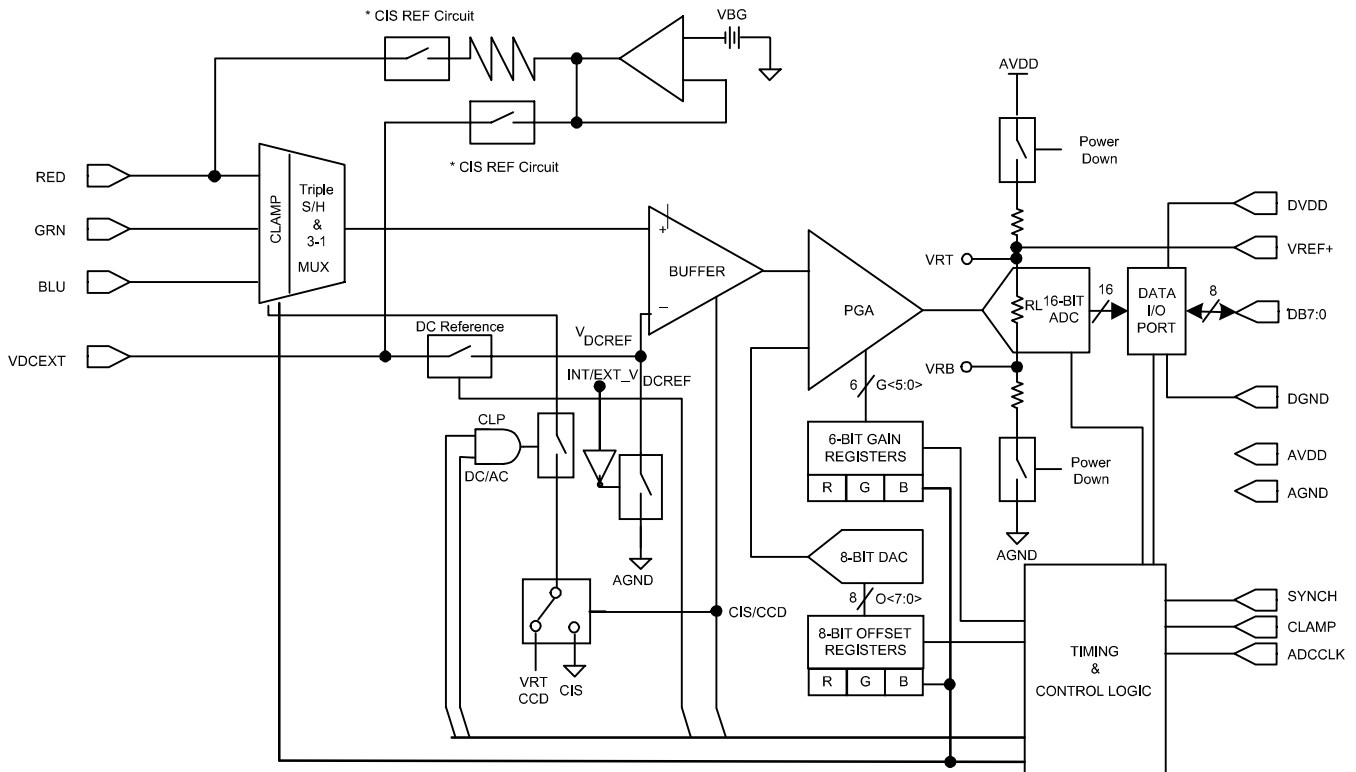 * CIS REF Circuit
VBG
* CIS REF Circuit
AVDD
Power
Down
RED
GRN
BLU
VDCEXT
CLAMP
Triple
S/H
&
3-1
MUX
+
BUFFER
−
PGA
VRT
RL
VRB
16-BIT
ADC
16
DATA
I/O
PORT
8
DVDD
VREF+
DB7:0
DGND
AVDD
AGND
DC Reference
VDCREF
INT/EXT_VDCREF
CLP
DC/AC
AGND
6
G<5:0>
6-BIT GAIN
REGISTERS
R G B
Power
Down
AGND
8-BIT DAC
8
O<7:0>
8-BIT OFFSET
REGISTERS
R G B
CIS/CCD
VRT
CCD
CIS
TIMING
&
CONTROL LOGIC
SYNCH
CLAMP
ADCCLK